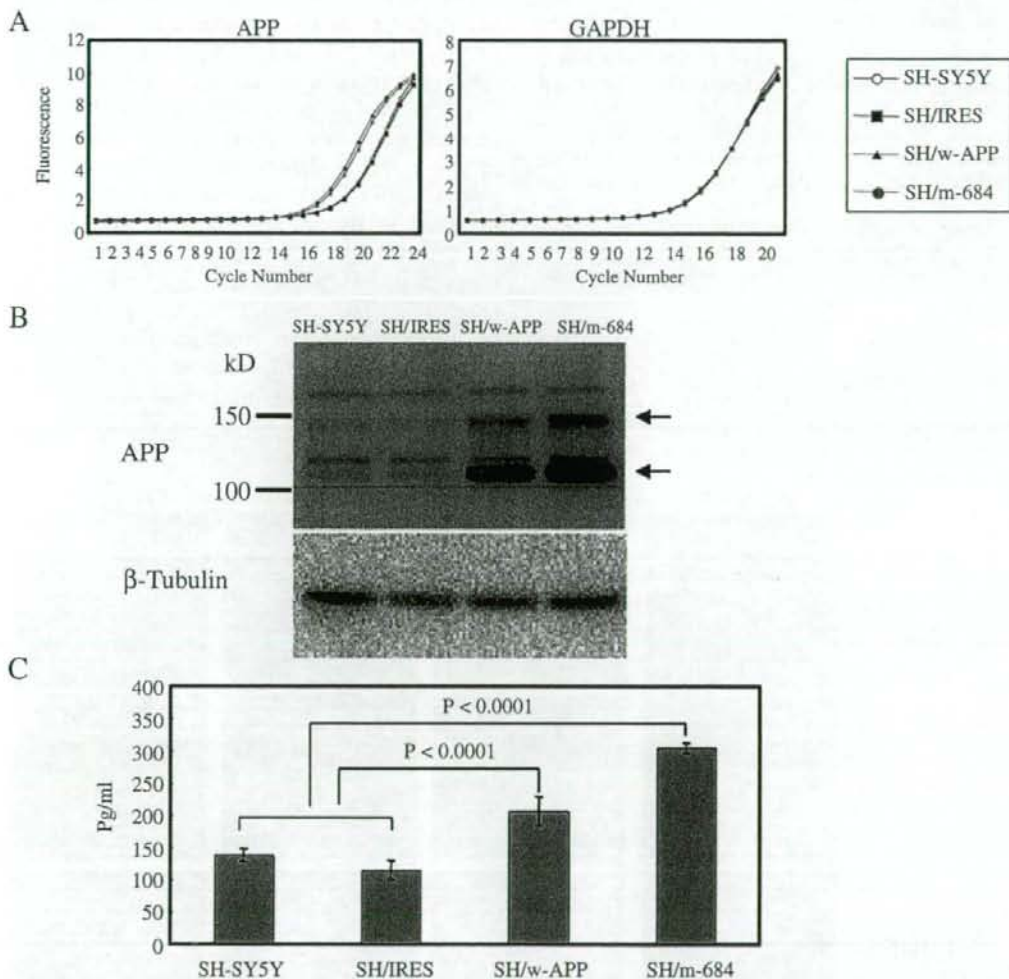 A
APP
GAPDH
12
10
8
6
4
2
0
Fluorescence
1 2 3 4 5 6 7 8 9 10 12 14 16 18 20 22 24
Cycle Number
8
7
6
5
4
3
2
1
0
1 2 3 4 5 6 7 8 9 10 12 14 16 18 20
Cycle Number
SH-SY5Y
SH/IRES
SH/w-APP
SH/m-684
B
SH-SY5Y SH/IRES SH/w-APP SH/m-684
kD
150
APP
100
β-Tubulin
C
400
350
300
250
200
150
100
50
0
Pg/ml
P < 0.0001
P < 0.0001
SH-SY5Y SH/IRES SH/w-APP SH/m-684